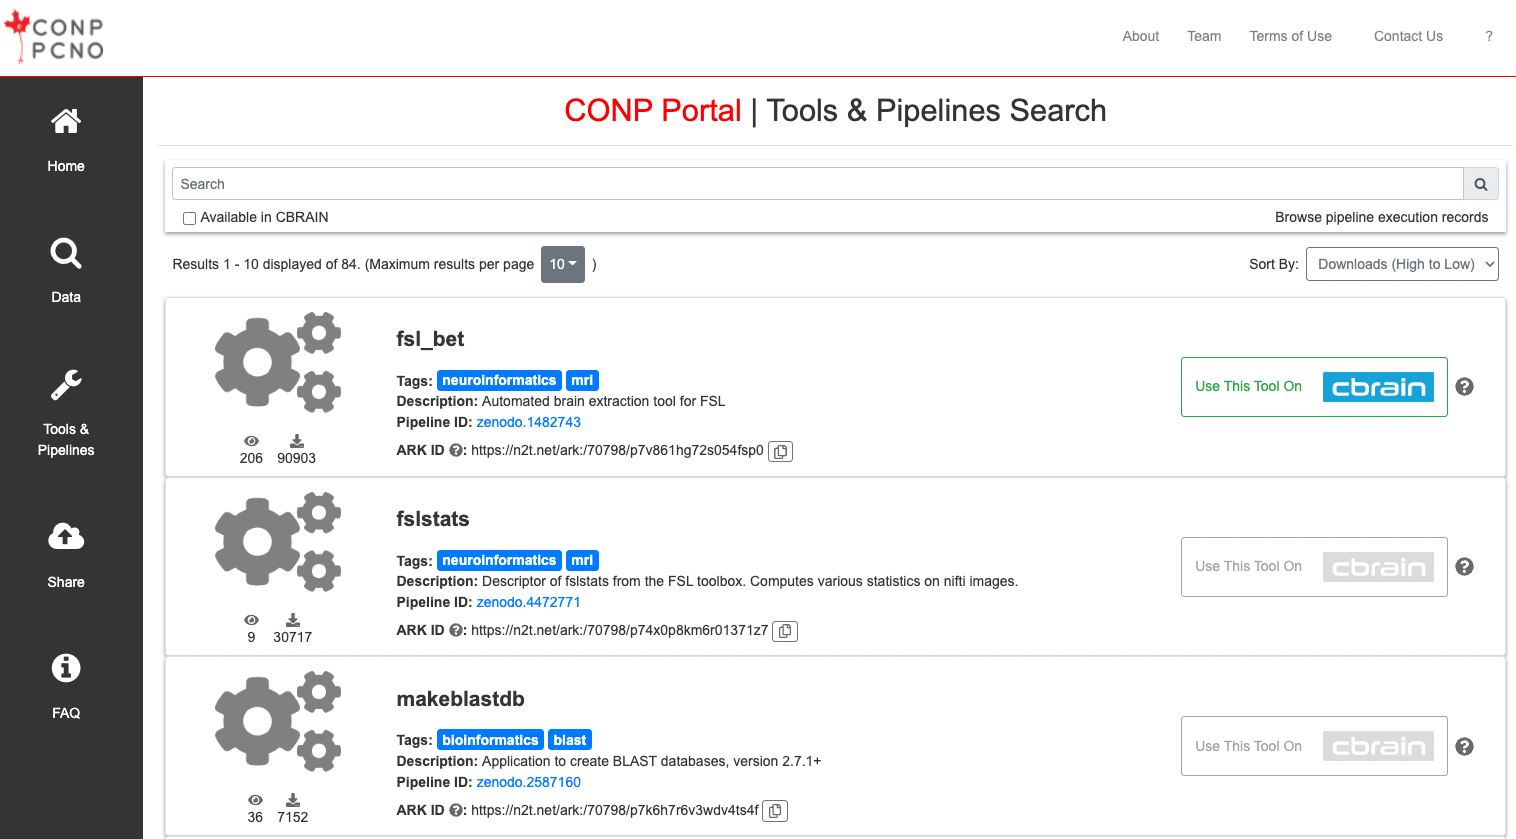 CONP
PCNO
About Team Terms of Use Contact Us ?
Home
Data
Tools &
Pipelines
Share
FAQ
CONP Portal | Tools & Pipelines Search
Search
Available in CBRAIN
Browse pipeline execution records
Results 1 - 10 displayed of 84. (Maximum results per page 10 )
Sort By: Downloads (High to Low)
fsl_bet
Tags: neuroinformatics mri
Description: Automated brain extraction tool for FSL
Pipeline ID: zenodo.1482743
ARK ID ?: https://n2t.net/ark:/70798/p7v861hg72s054fsp0
206 90903
Use This Tool On cbrain ?
fslstats
Tags: neuroinformatics mri
Description: Descriptor of fslstats from the FSL toolbox. Computes various statistics on nifti images.
Pipeline ID: zenodo.4472771
ARK ID ?: https://n2t.net/ark:/70798/p74x0p8km6r01371z7
9 30717
Use This Tool On cbrain ?
makeblastdb
Tags: bioinformatics blast
Description: Application to create BLAST databases, version 2.7.1+
Pipeline ID: zenodo.2587160
ARK ID ?: https://n2t.net/ark:/70798/p7k6h7r6v3wdv4ts4f
36 7152
Use This Tool On cbrain ?